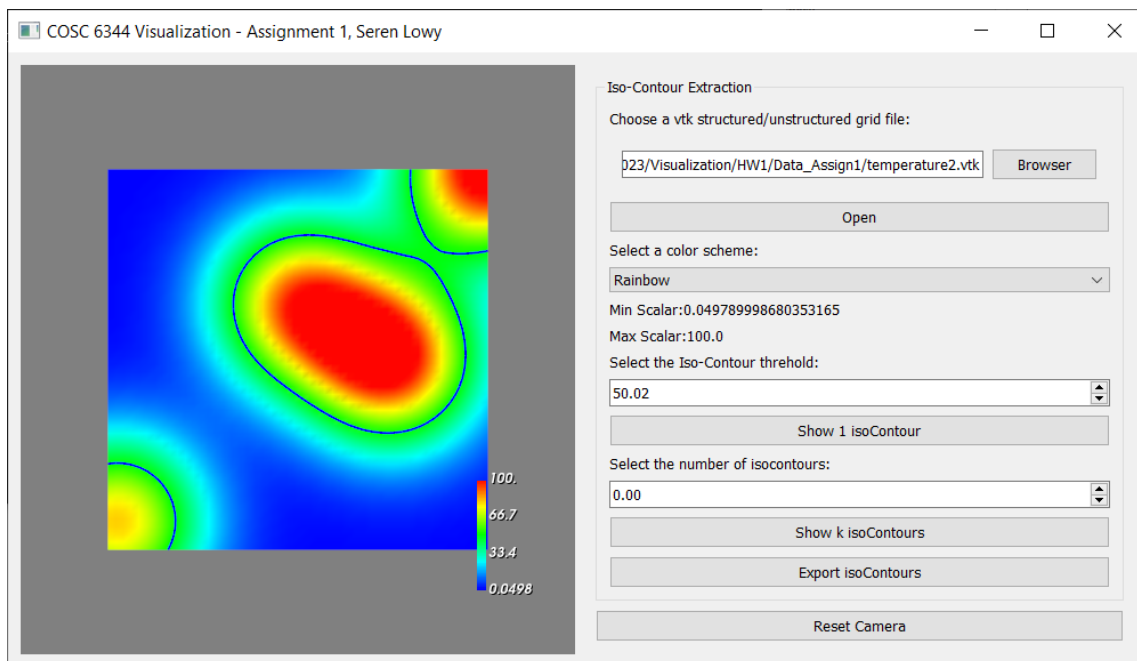 COSC 6344 Visualization - Assignment 1, Seren Lowy
Iso-Contour Extraction
Choose a vtk structured/unstructured grid file:
023/Visualization/HW1/Data_Assign1/temperature2.vtk
Browser
Open
Select a color scheme:
Rainbow
Min Scalar:0.049789998680353165
Max Scalar:100.0
Select the Iso-Contour threhold:
50.02
Show 1 isoContour
Select the number of isocontours:
0.00
Show k isoContours
Export isoContours
Reset Camera
100.
66.7
33.4
0.0498